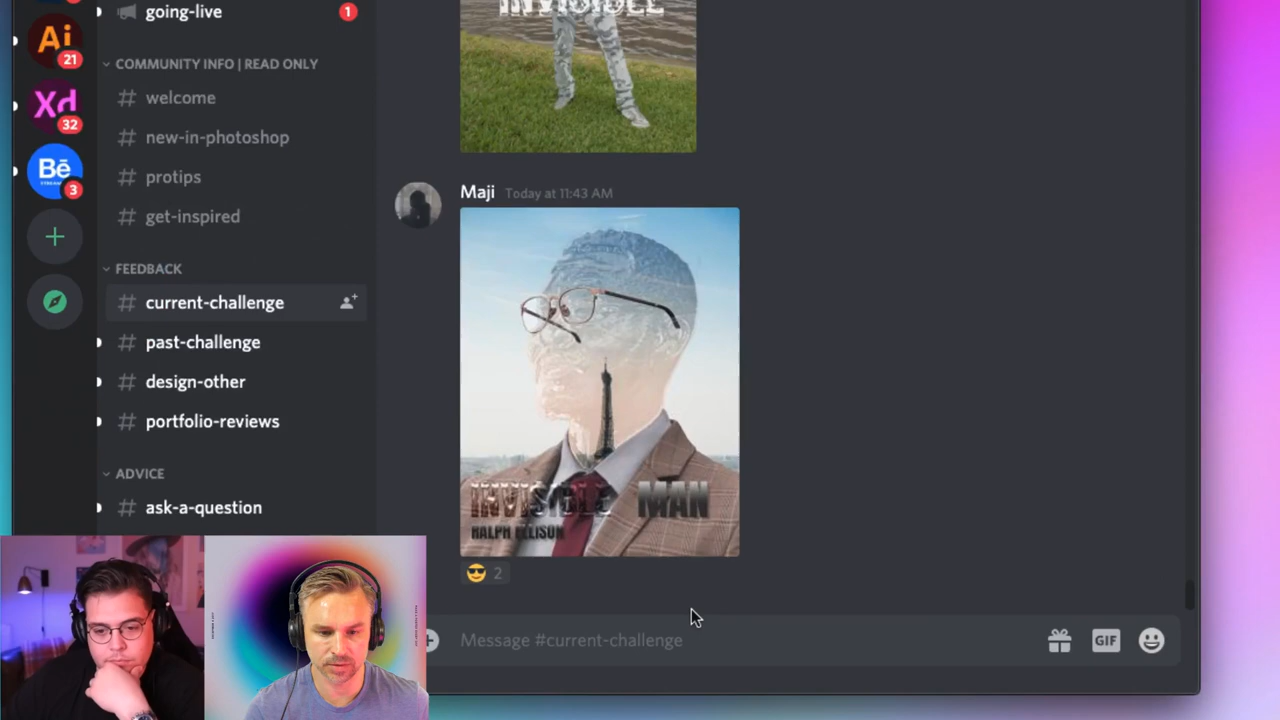 going-live
1
INVISIBLE
Ai
21
COMMUNITY INFO | READ ONLY
Xd
32
# welcome
# new-in-photoshop
Bē
3
# protips
Maji Today at 11:43 AM
# get-inspired
FEEDBACK
# current-challenge
# past-challenge
# design-other
# portfolio-reviews
ADVICE
INVISIBLE MAN
# ask-a-question
RALPH ELLISON
😎 2
Message #current-challenge
GIF